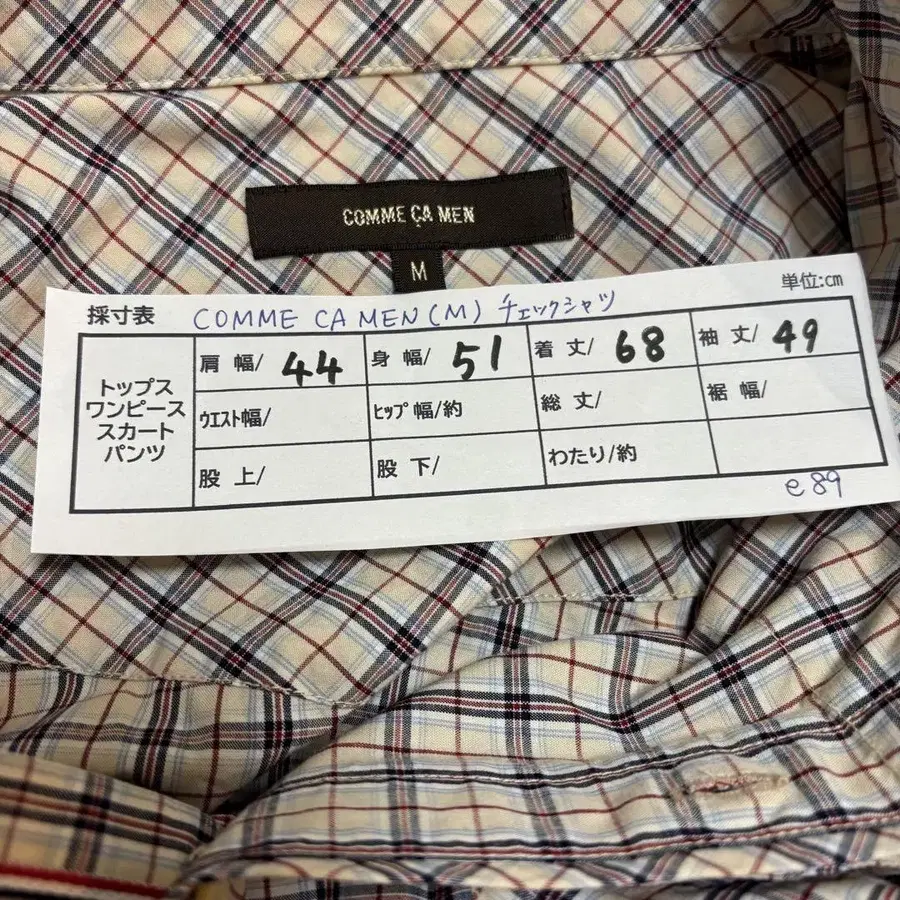 COMME ÇA MEN
M
採寸表 COMME CA MEN (M) チェックシャツ 単位:cm
トップス
ワンピース
スカート
パンツ
肩 幅/ 44 身 幅/ 51 着 丈/ 68 袖 丈/ 49
ウエスト幅/ ヒップ 幅/約 総 丈/ 裾 幅/
股 上/ 股 下/ わたり/約
e89